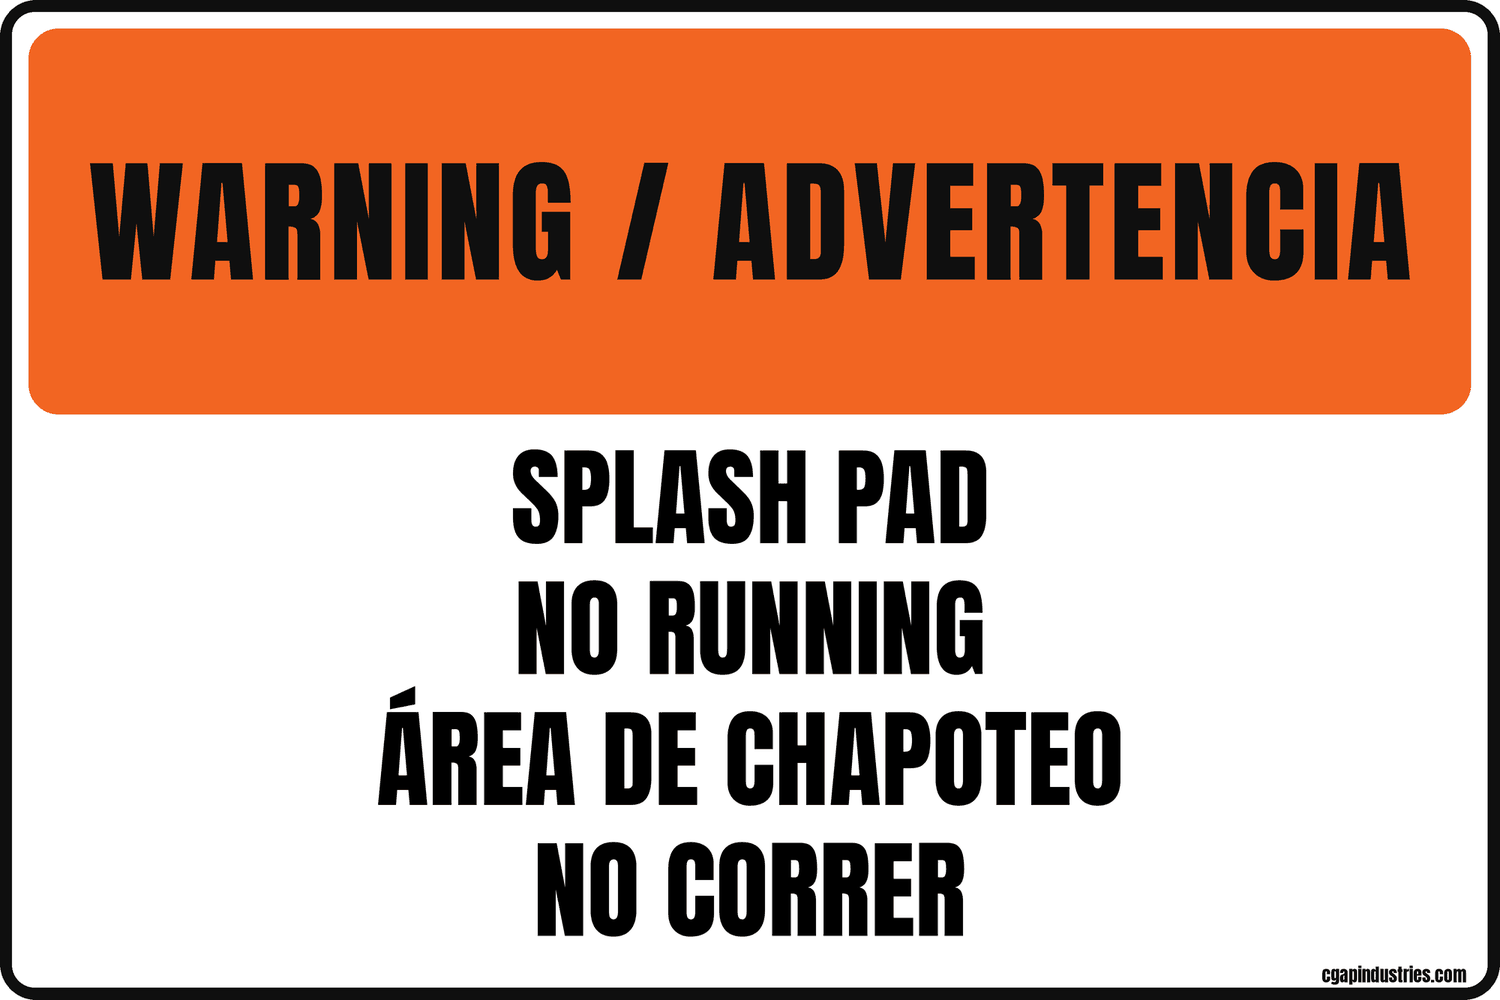 WARNING / ADVERTENCIA
SPLASH PAD
NO RUNNING
ÁREA DE CHAPOTEO
NO CORRER
cgapindustries.com